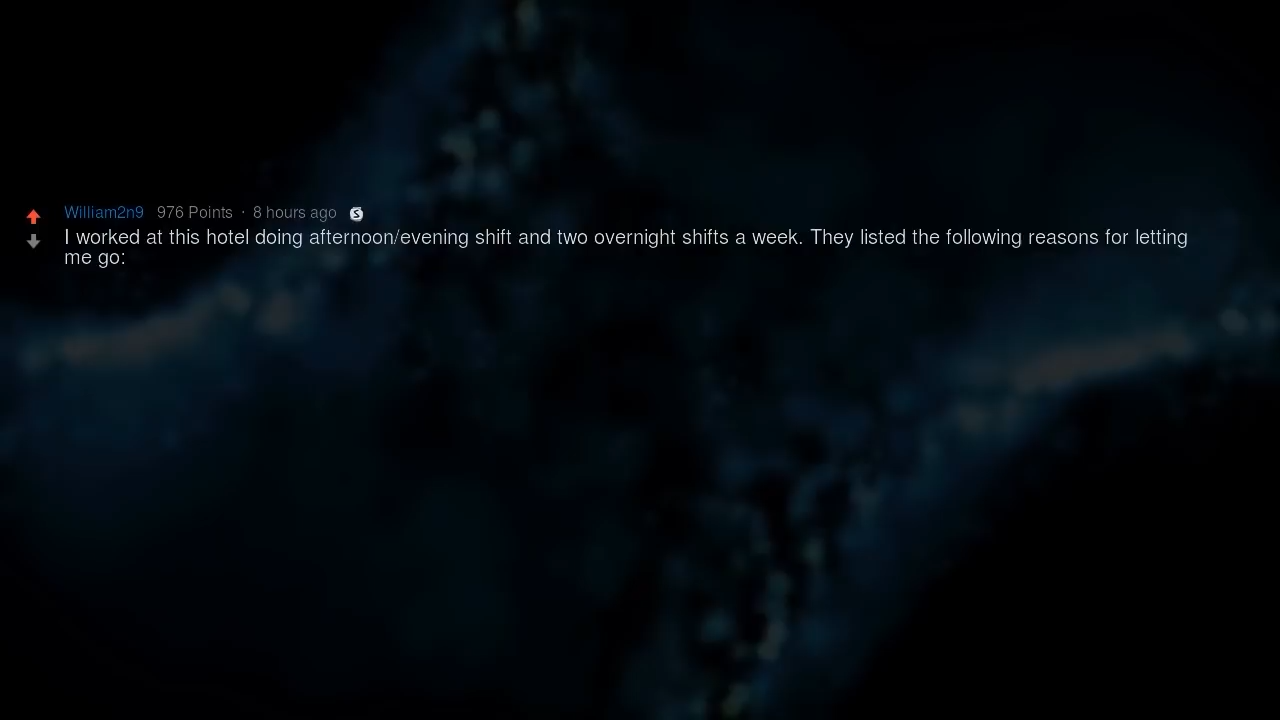 William2n9 976 Points · 8 hours ago
I worked at this hotel doing afternoon/evening shift and two overnight shifts a week. They listed the following reasons for letting
me go: